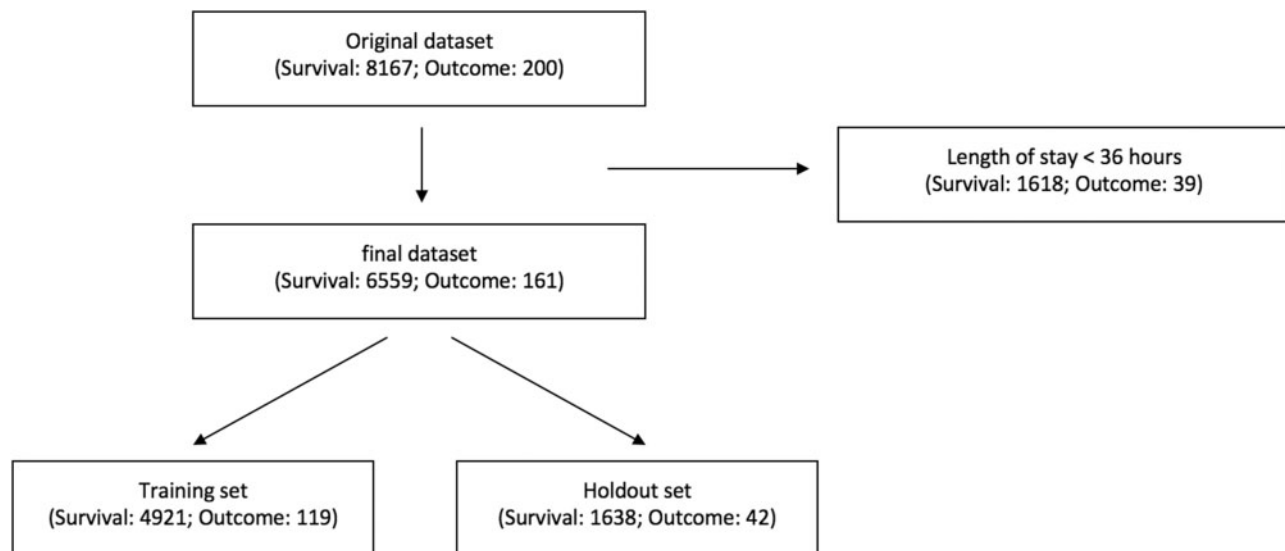 Original dataset
(Survival: 8167; Outcome: 200)
Length of stay < 36 hours
(Survival: 1618; Outcome: 39)
final dataset
(Survival: 6559; Outcome: 161)
Training set
(Survival: 4921; Outcome: 119)
Holdout set
(Survival: 1638; Outcome: 42)